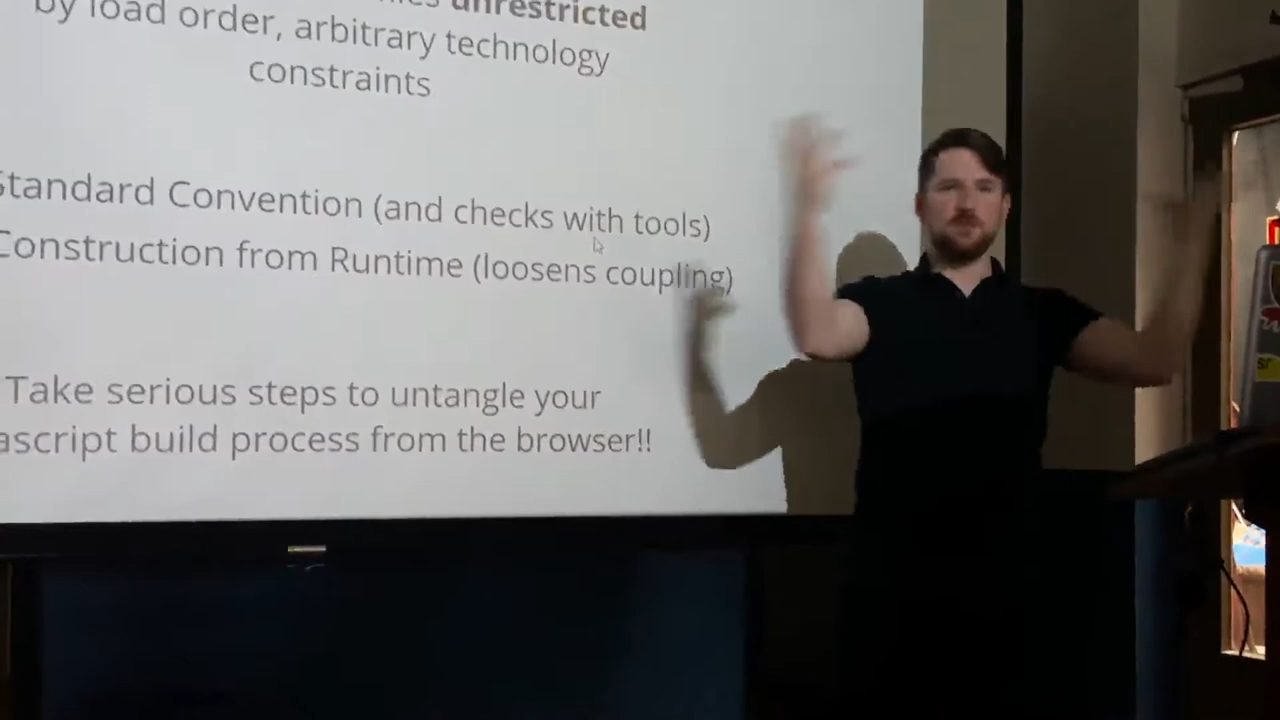 unrestricted
by load order, arbitrary technology
constraints
Standard Convention (and checks with tools)
Construction from Runtime (loosens coupling)
Take serious steps to untangle your
ascript build process from the browser!!